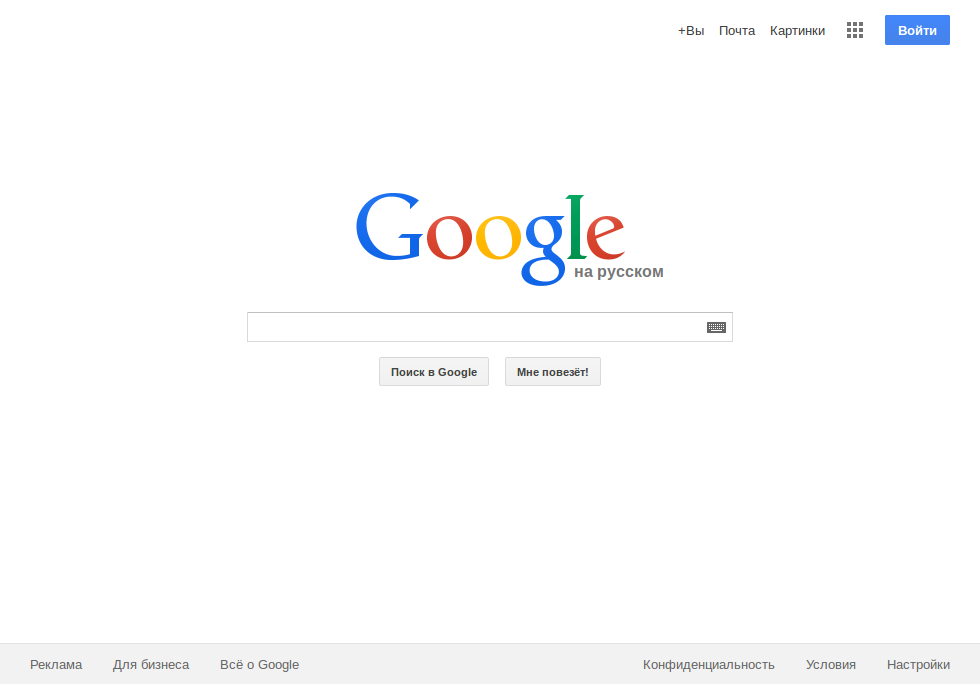 +Вы Почта Картинки Войти
Google
на русском
Поиск в Google Мне повезёт!
Реклама Для бизнеса Всё о Google Конфиденциальность Условия Настройки